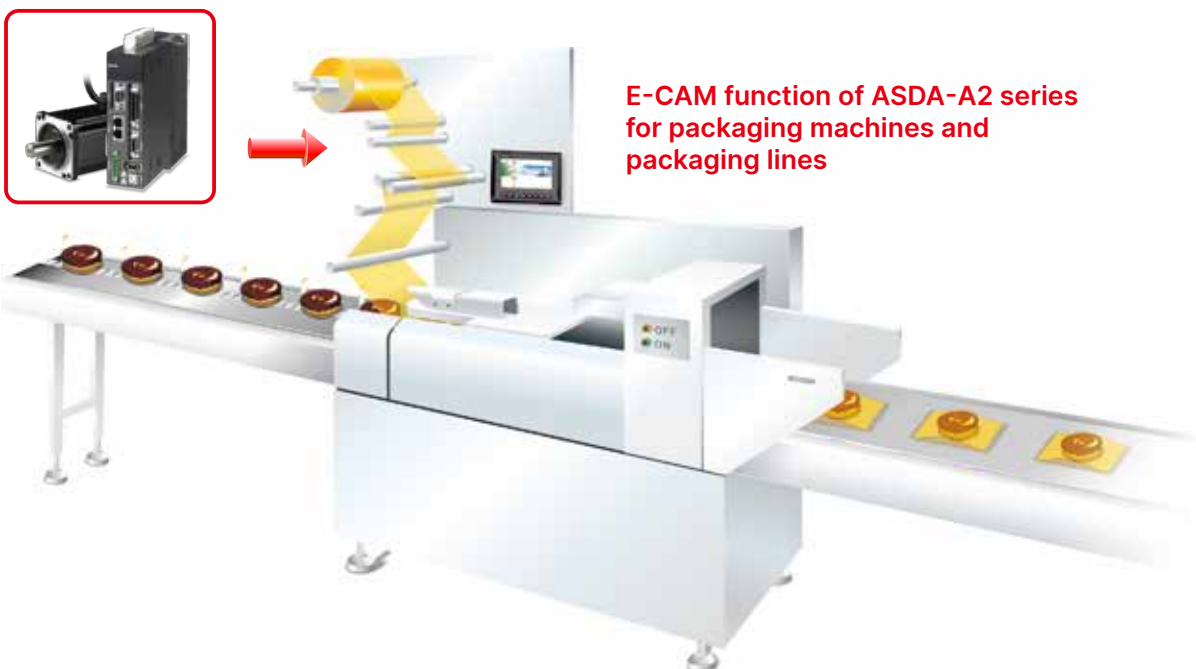 E-CAM function of ASDA-A2 series
for packaging machines and
packaging lines
OFF
ON